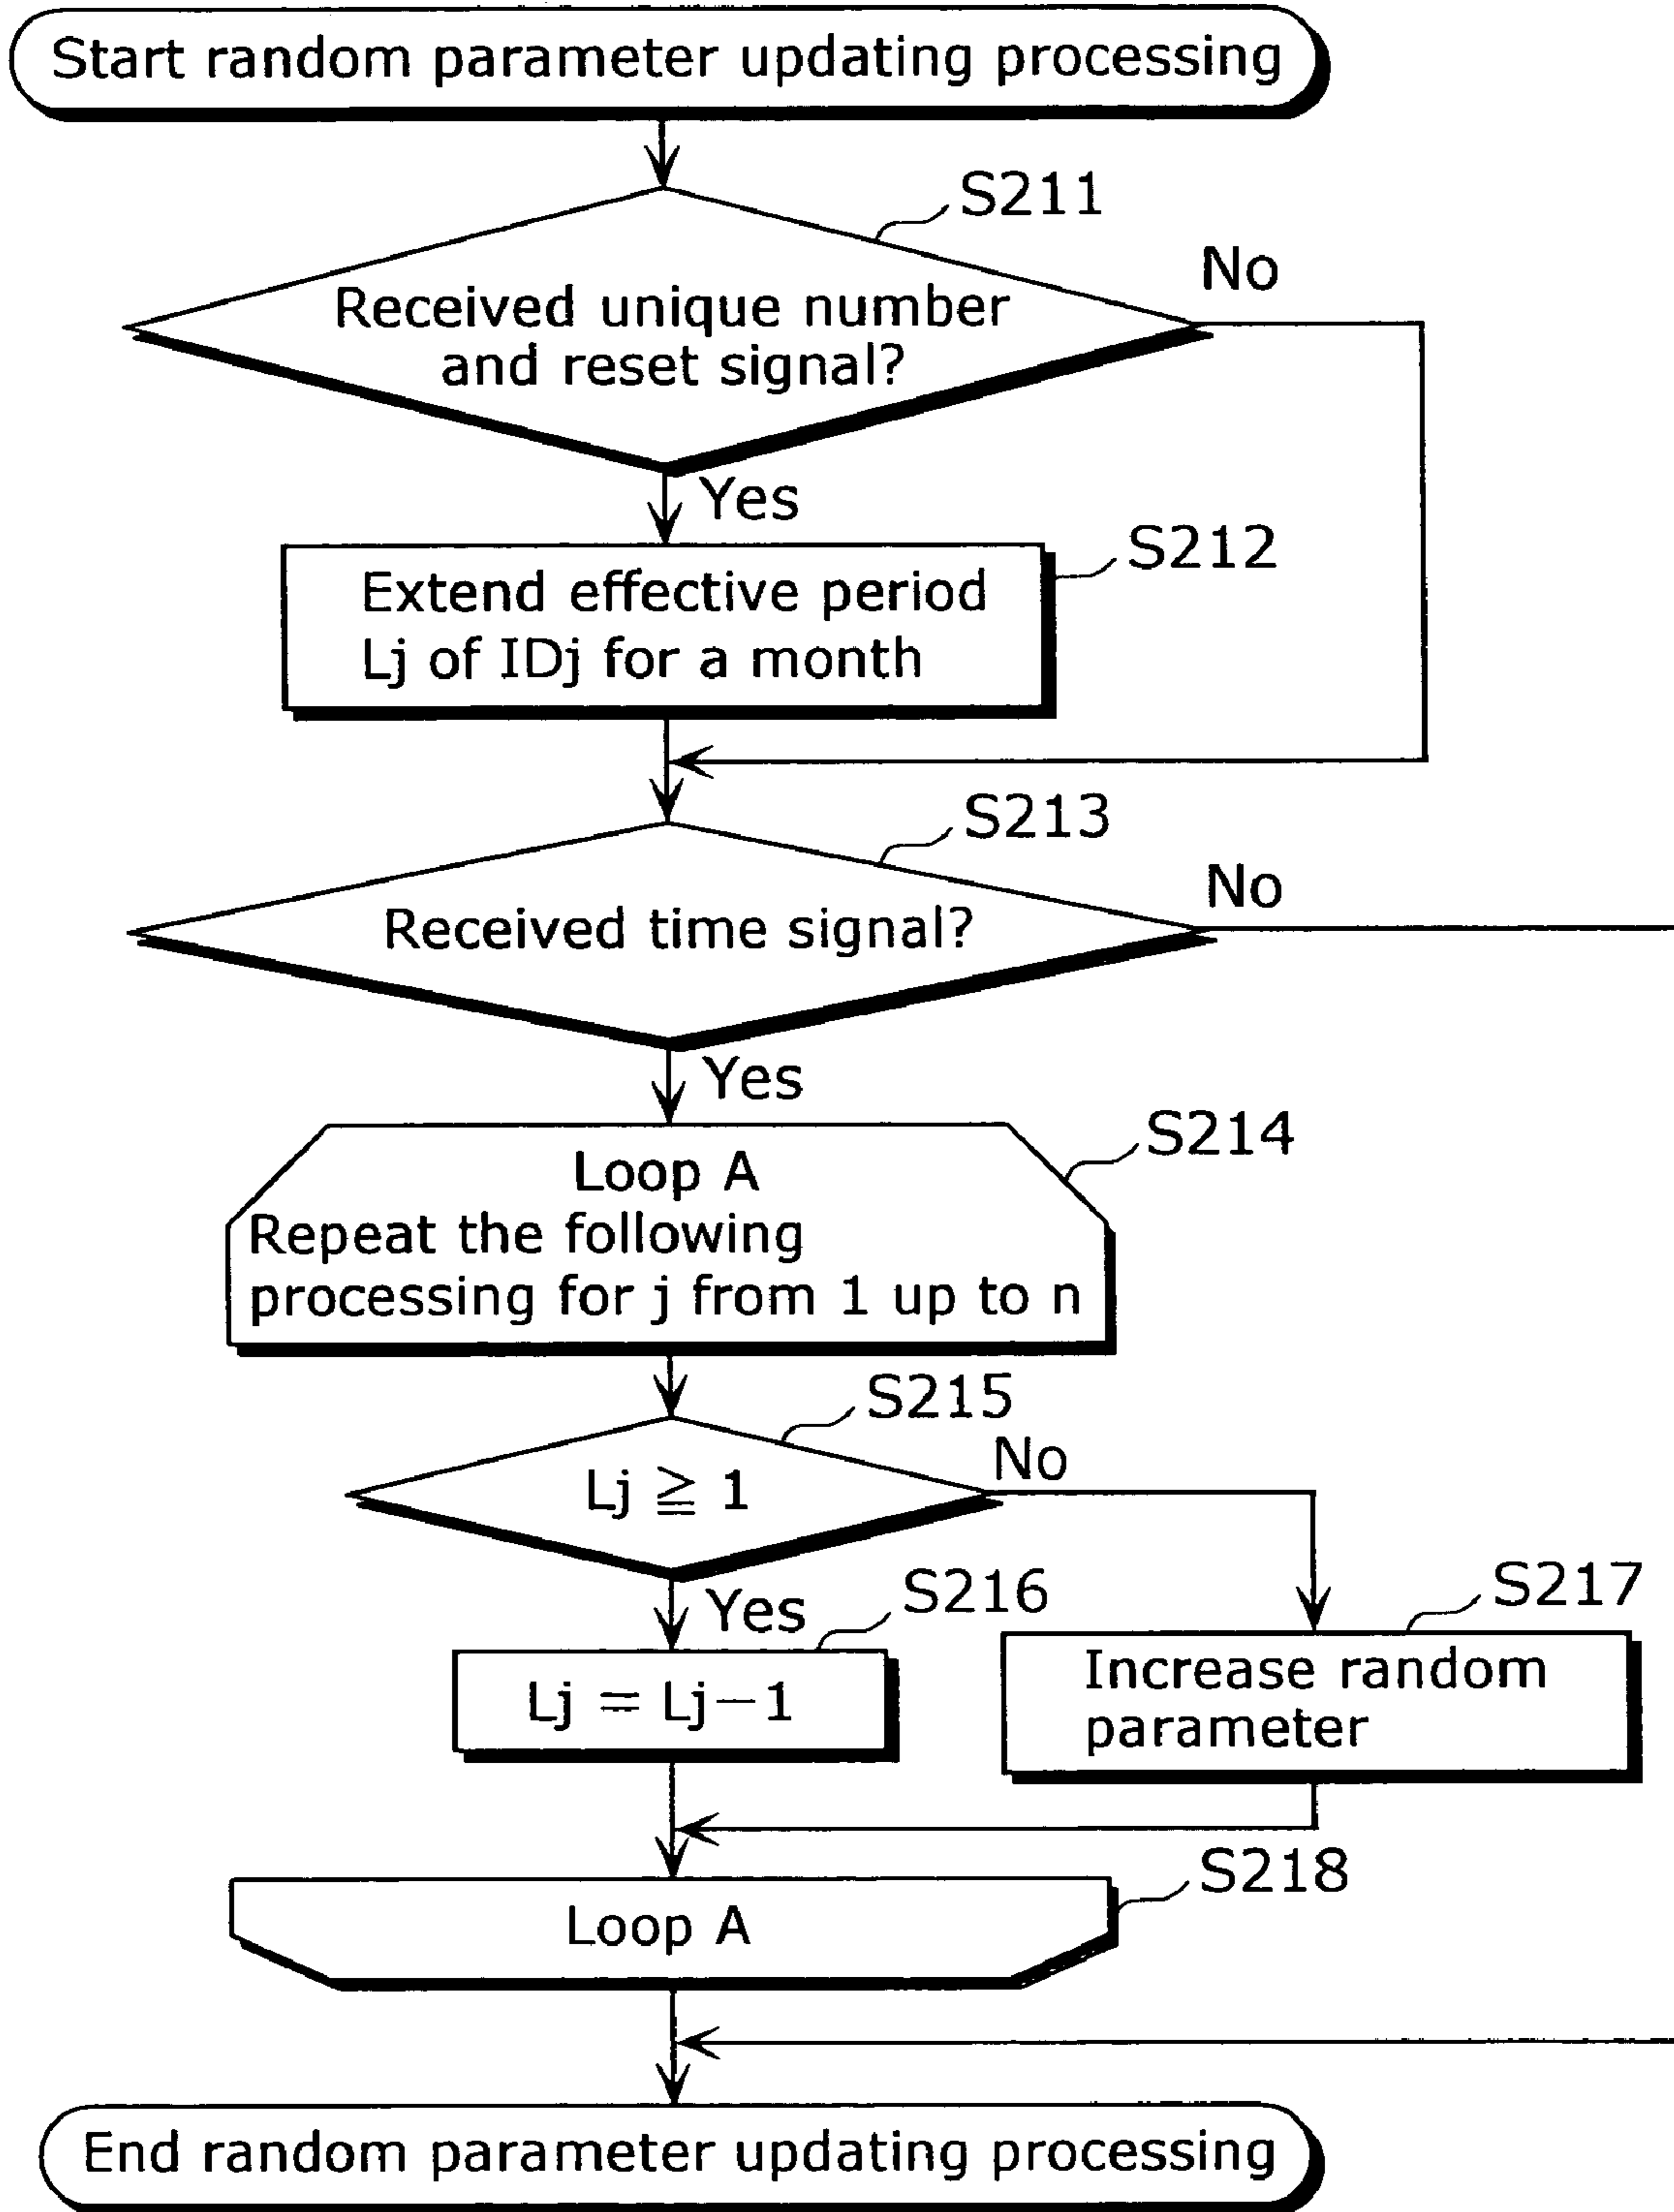 Start random parameter updating processing
S211
No
Received unique number
and reset signal?
Yes
S212
Extend effective period
Lj of IDj for a month
S213
No
Received time signal?
Yes
S214
Loop A
Repeat the following
processing for j from 1 up to n
S215
No
Lj ≧ 1
Yes
S216
S217
Lj = Lj−1
Increase random
parameter
S218
Loop A
End random parameter updating processing